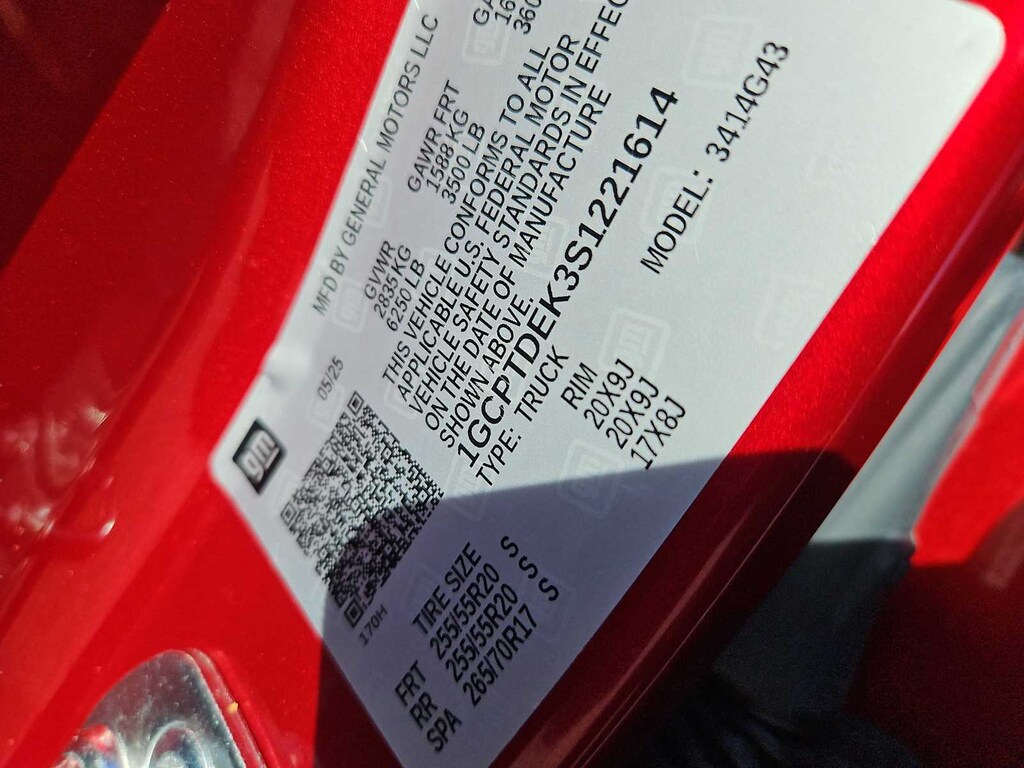 MFD BY GENERAL MOTORS LLC
gm
05/25
GVWR
2835 KG
6250 LB
GAWR FRT
1588 KG
3500 LB
THIS VEHICLE CONFORMS TO ALL
APPLICABLE U.S. FEDERAL MOTOR
VEHICLE SAFETY STANDARDS IN EFFEC
ON THE DATE OF MANUFACTURE
SHOWN ABOVE.
1GCPTDEK3S1221614
TYPE: TRUCK
MODEL: 3414G43
170H
TIRE SIZE RIM
FRT 255/55R20 S 20X9J
RR 255/55R20 S 20X9J
SPA 265/70R17 S 17X8J